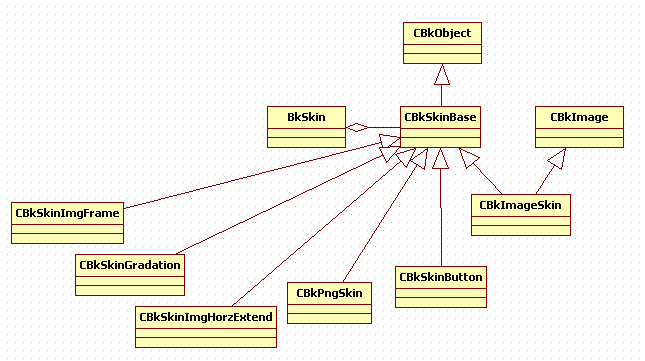 CBkObject
BkSkin
CBkSkinBase
CBkImage
CBkImageSkin
CBkSkinImgFrame
CBkSkinGradation
CBkSkinButton
CBkPngSkin
CBkSkinImgHorzExtend